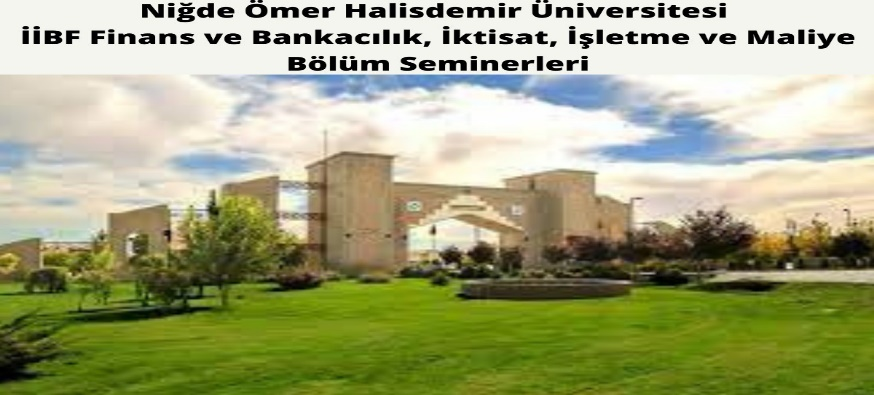 Niğde Ömer Halisdemir Üniversitesi
İİBF Finans ve Bankacılık, İktisat, İşletme ve Maliye
Bölüm Seminerleri